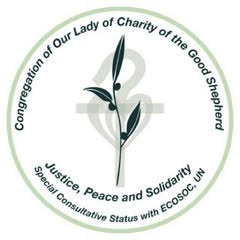 Congregation of Our Lady of Charity of the Good Shepherd
Justice, Peace and Solidarity
Special Consultative Status with ECOSOC, UN